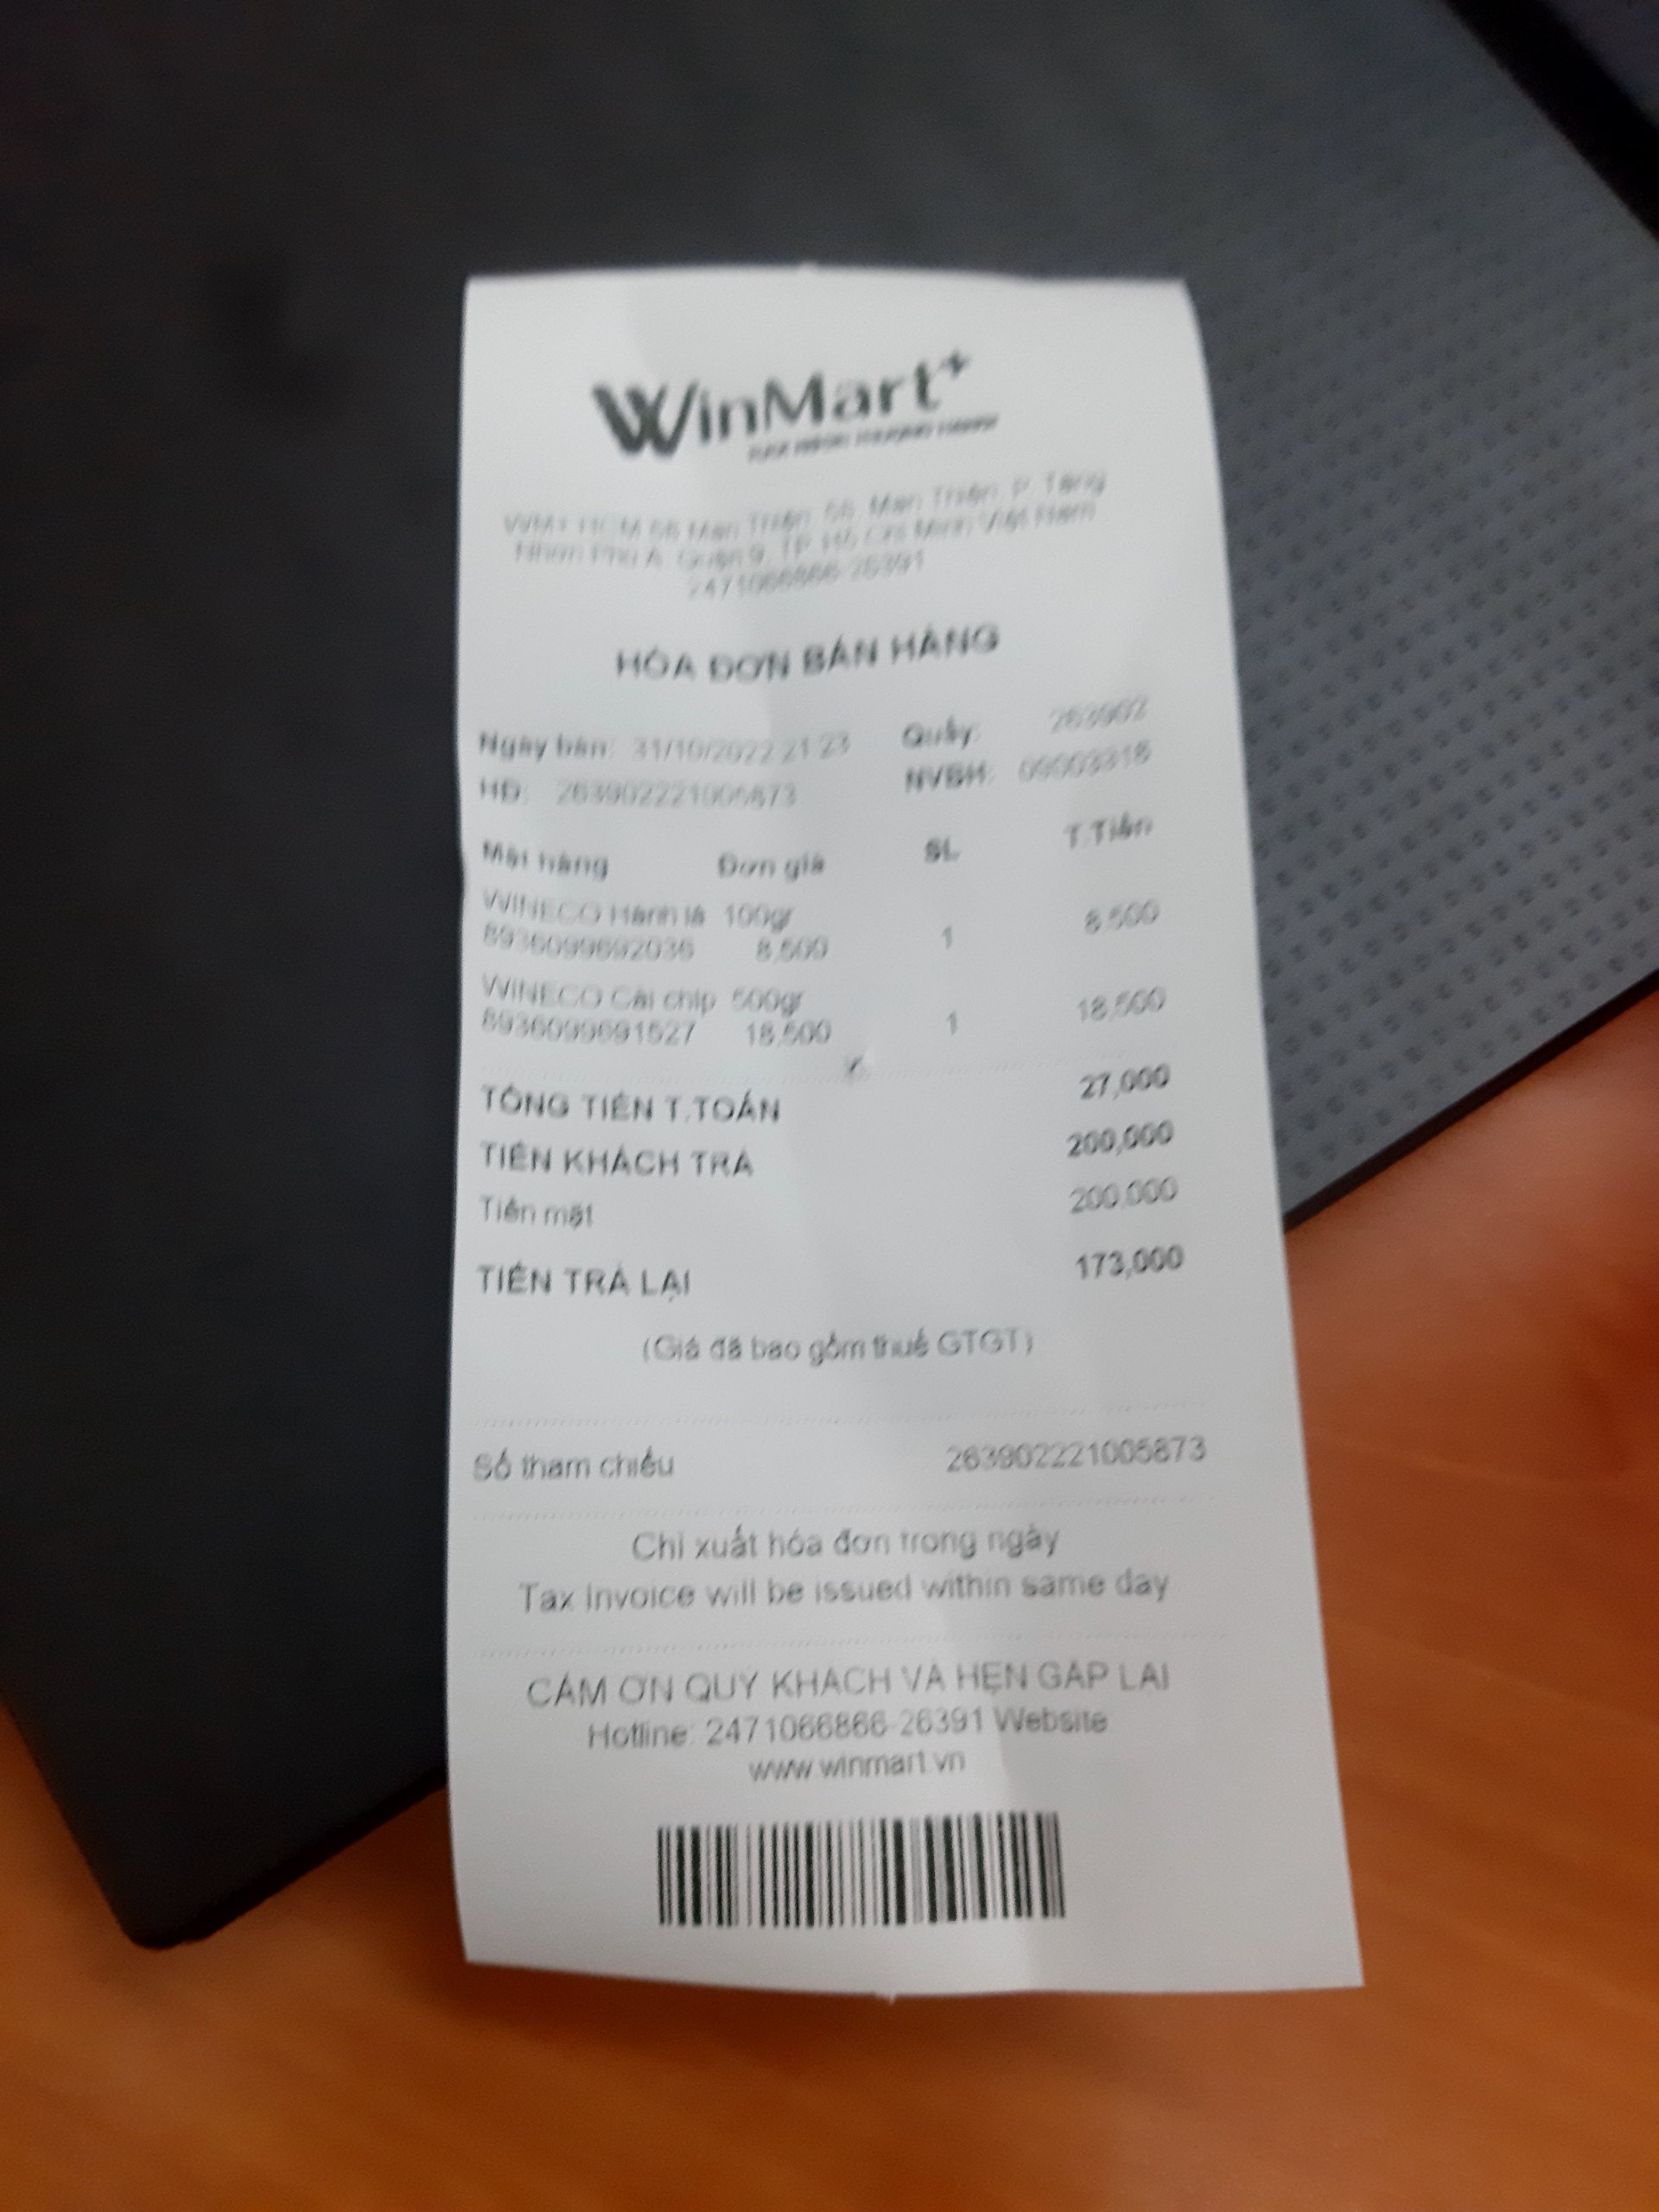 WinMart+
WM+ HCM 66 Man Thiện 66 Man Thiện, P. Tăng
Nhơn Phú A, Quận 9, TP. Hồ Chí Minh Việt Nam
2471066866-26391
HÓA ĐƠN BÁN HÀNG
Ngày bán: 31/10/2022 21:23 Quầy: 263902
HĐ: 263902221005873 NVBH:
Mặt hàng Đơn giá SL T.Tiền
WINECO Hành lá 100gr
8936099692036 8,500 1 8,500
WINECO Cải chíp 500gr
8936099691527 18,500 1 18,500
TỔNG TIỀN T.TOÁN 27,000
TIỀN KHÁCH TRẢ 200,000
Tiền mặt 200,000
TIỀN TRẢ LẠI 173,000
(Giá đã bao gồm thuế GTGT)
Số tham chiếu 263902221005873
Chỉ xuất hóa đơn trong ngày
Tax Invoice will be issued within same day
CẢM ƠN QUÝ KHÁCH VÀ HẸN GẶP LẠI
Hotline: 2471066866-26391 Website
www.winmart.vn